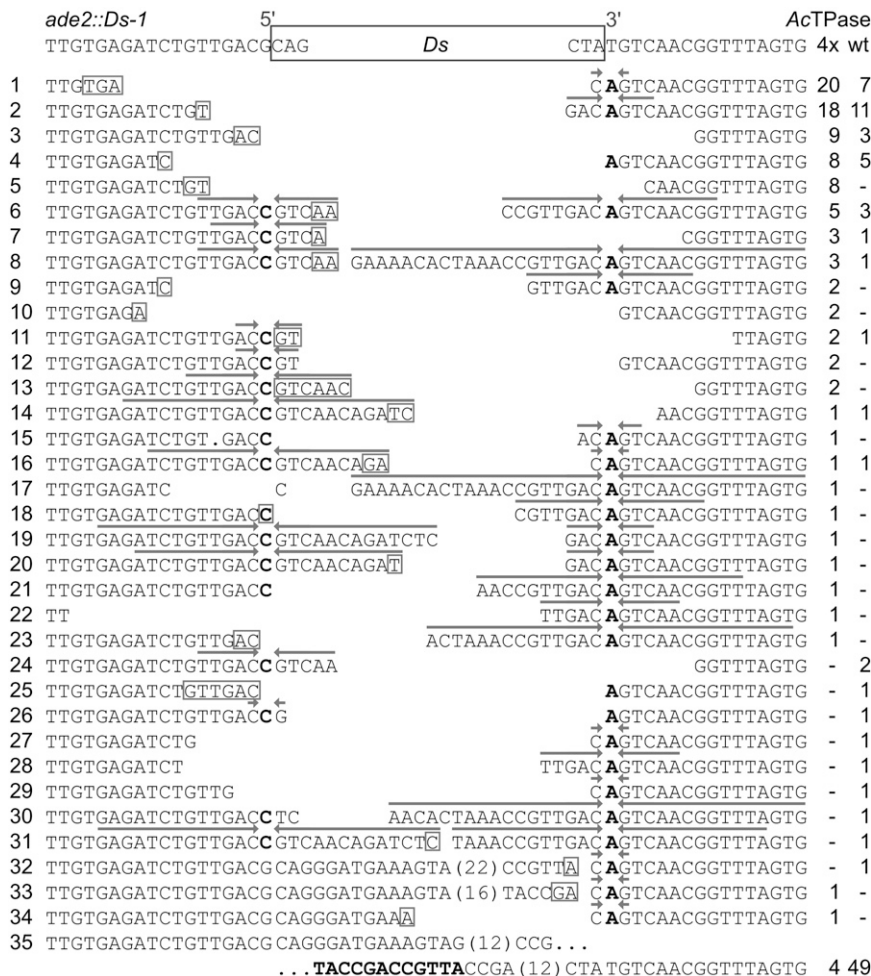 ade2::Ds-1 5' 3' AcTPase
TTGTGAGATCTGTTGACGCAG Ds CTATGTCAACGGTTTAGTG 4x wt
1 TTGTGA CAGTCAACGGTTTAGTG 20 7
2 TTGTGAGATCTGT GACAGTCAACGGTTTAGTG 18 11
3 TTGTGAGATCTGTTGAC GGTTTAGTG 9 3
4 TTGTGAGATC AGTCAACGGTTTAGTG 8 5
5 TTGTGAGATCTGT CAACGGTTTAGTG 8 -
6 TTGTGAGATCTGTTGACCGTCAA CCGTTGACAGTCAACGGTTTAGTG 5 3
7 TTGTGAGATCTGTTGACCGTCA CGGTTTAGTG 3 1
8 TTGTGAGATCTGTTGACCGTCAA GAAAACACTAAACCGTTGACAGTCAACGGTTTAGTG 3 1
9 TTGTGAGATC GTTGACAGTCAACGGTTTAGTG 2 -
10 TTGTGAGA GTCAACGGTTTAGTG 2 -
11 TTGTGAGATCTGTTGACCGT TTAGTG 2 1
12 TTGTGAGATCTGTTGACCGT GTCAACGGTTTAGTG 2 -
13 TTGTGAGATCTGTTGACCGTCAAC GGTTTAGTG 2 -
14 TTGTGAGATCTGTTGACCGTCAACAGATC AACGGTTTAGTG 1 1
15 TTGTGAGATCTGT.GACC ACAGTCAACGGTTTAGTG 1 -
16 TTGTGAGATCTGTTGACCGTCAACAGA CAGTCAACGGTTTAGTG 1 1
17 TTGTGAGATC C GAAAACACTAAACCGTTGACAGTCAACGGTTTAGTG 1 -
18 TTGTGAGATCTGTTGACC CGTTGACAGTCAACGGTTTAGTG 1 -
19 TTGTGAGATCTGTTGACCGTCAACAGATCTC GACAGTCAACGGTTTAGTG 1 -
20 TTGTGAGATCTGTTGACCGTCAACAGAT GACAGTCAACGGTTTAGTG 1 -
21 TTGTGAGATCTGTTGACC AACCGTTGACAGTCAACGGTTTAGTG 1 -
22 TT TTGACAGTCAACGGTTTAGTG 1 -
23 TTGTGAGATCTGTTGAC ACTAAACCGTTGACAGTCAACGGTTTAGTG 1 -
24 TTGTGAGATCTGTTGACCGTCAA GGTTTAGTG - 2
25 TTGTGAGATCTGTTGAC AGTCAACGGTTTAGTG - 1
26 TTGTGAGATCTGTTGACCG AGTCAACGGTTTAGTG - 1
27 TTGTGAGATCTG CAGTCAACGGTTTAGTG - 1
28 TTGTGAGATCT TTGACAGTCAACGGTTTAGTG - 1
29 TTGTGAGATCTGTTG CAGTCAACGGTTTAGTG - 1
30 TTGTGAGATCTGTTGACCTC AACACTAAACCGTTGACAGTCAACGGTTTAGTG - 1
31 TTGTGAGATCTGTTGACCGTCAACAGATCTC TAAACCGTTGACAGTCAACGGTTTAGTG - 1
32 TTGTGAGATCTGTTGACGCAGGGATGAAAGTA(22)CCGTTA CAGTCAACGGTTTAGTG - 1
33 TTGTGAGATCTGTTGACGCAGGGATGAAAGTA(16)TACCGA CAGTCAACGGTTTAGTG 1 -
34 TTGTGAGATCTGTTGACGCAGGGATGAAA CAGTCAACGGTTTAGTG 1 -
35 TTGTGAGATCTGTTGACGCAGGGATGAAAGTAG(12)CCG...
...TACCGACCGTTACCGA(12)CTATGTCAACGGTTTAGTG 4 49